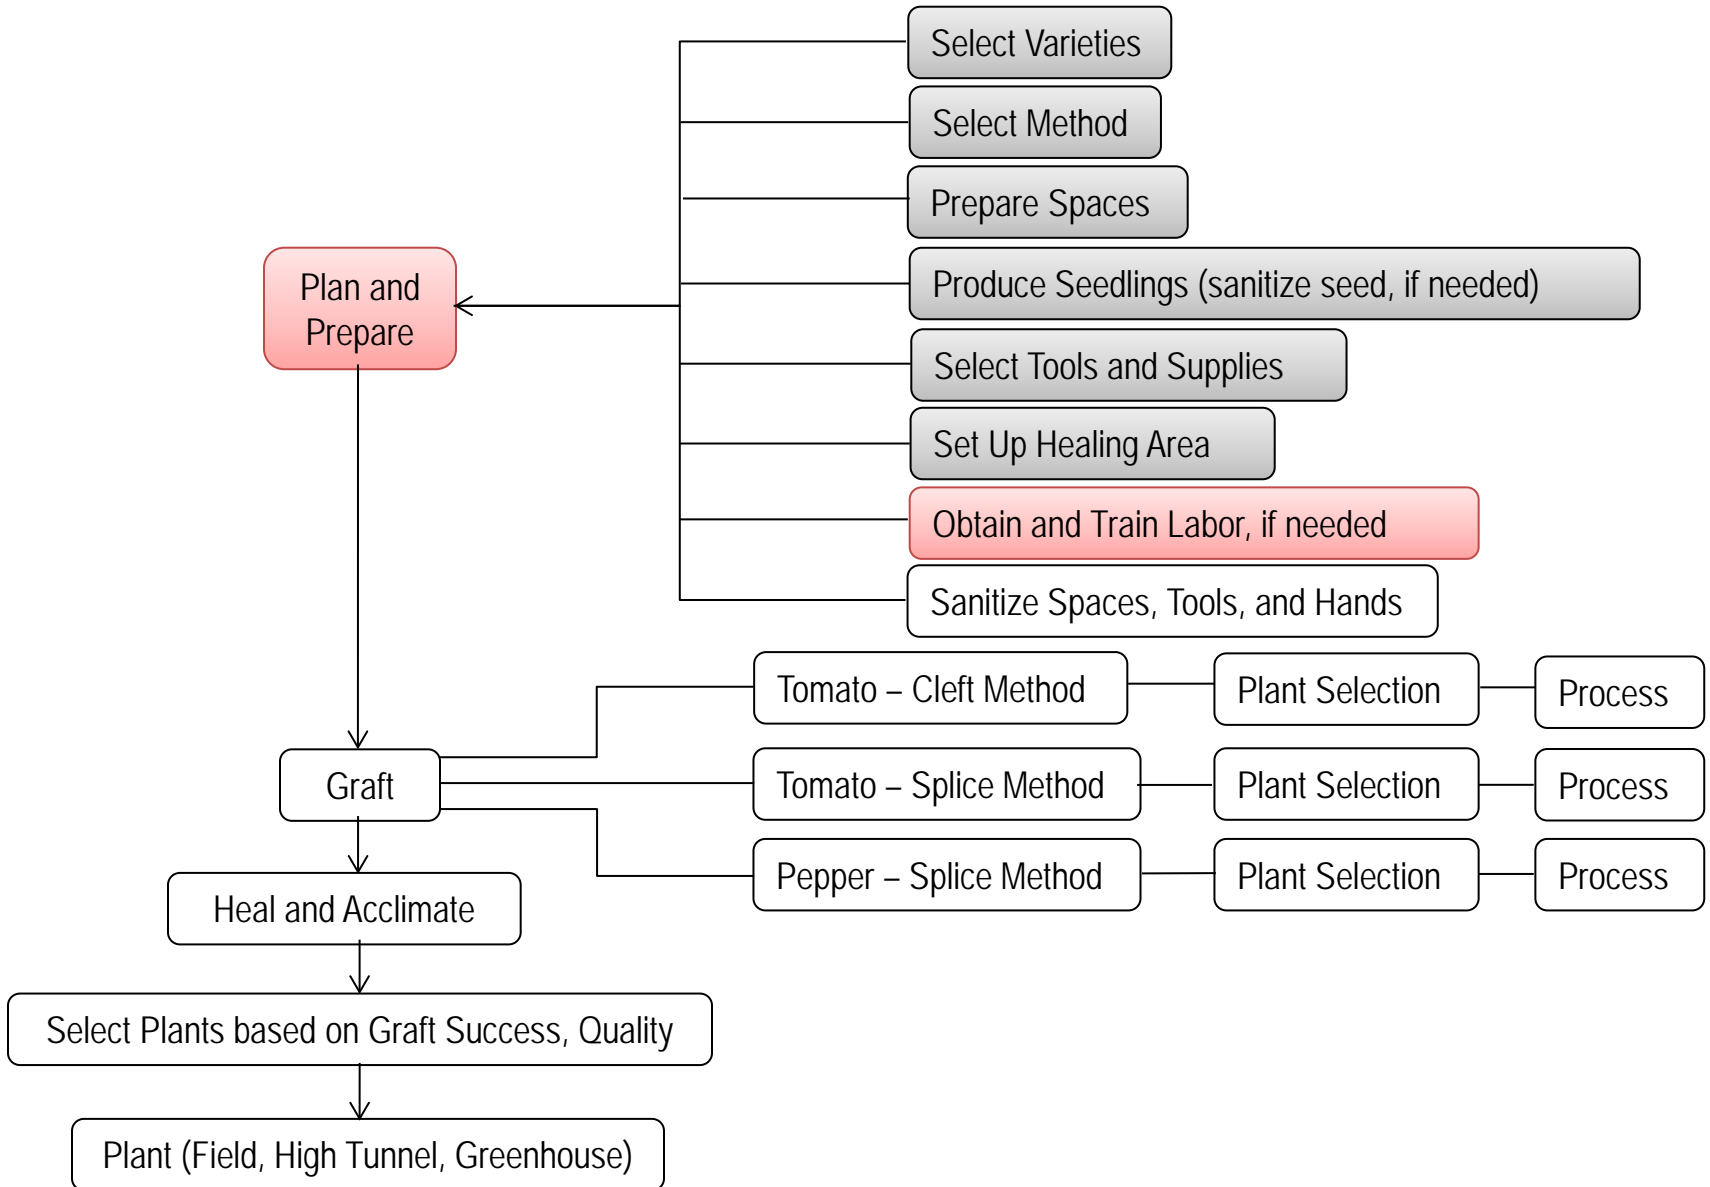 Select Varieties
Select Method
Prepare Spaces
Produce Seedlings (sanitize seed, if needed)
Plan and
Prepare
Select Tools and Supplies
Set Up Healing Area
Obtain and Train Labor, if needed
Sanitize Spaces, Tools, and Hands
Tomato – Cleft Method
Plant Selection
Process
Graft
Tomato – Splice Method
Plant Selection
Process
Pepper – Splice Method
Plant Selection
Process
Heal and Acclimate
Select Plants based on Graft Success, Quality
Plant (Field, High Tunnel, Greenhouse)